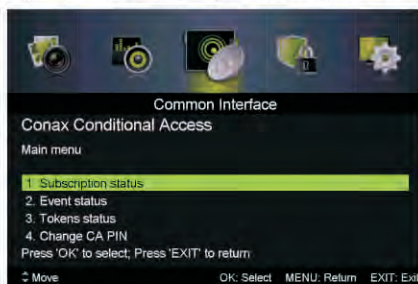 Common Interface
Conax Conditional Access
Main menu
1. Subscription status
2. Event status
3. Tokens status
4. Change CA PIN
Press 'OK' to select; Press 'EXIT' to return
Move OK: Select MENU: Return EXIT: Exit